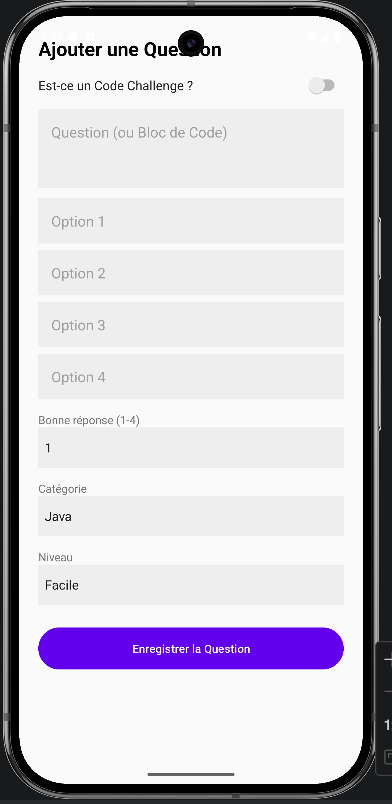 Ajouter une Question
Est-ce un Code Challenge ?
Question (ou Bloc de Code)
Option 1
Option 2
Option 3
Option 4
Bonne réponse (1-4)
1
Catégorie
Java
Niveau
Facile
Enregistrer la Question
1